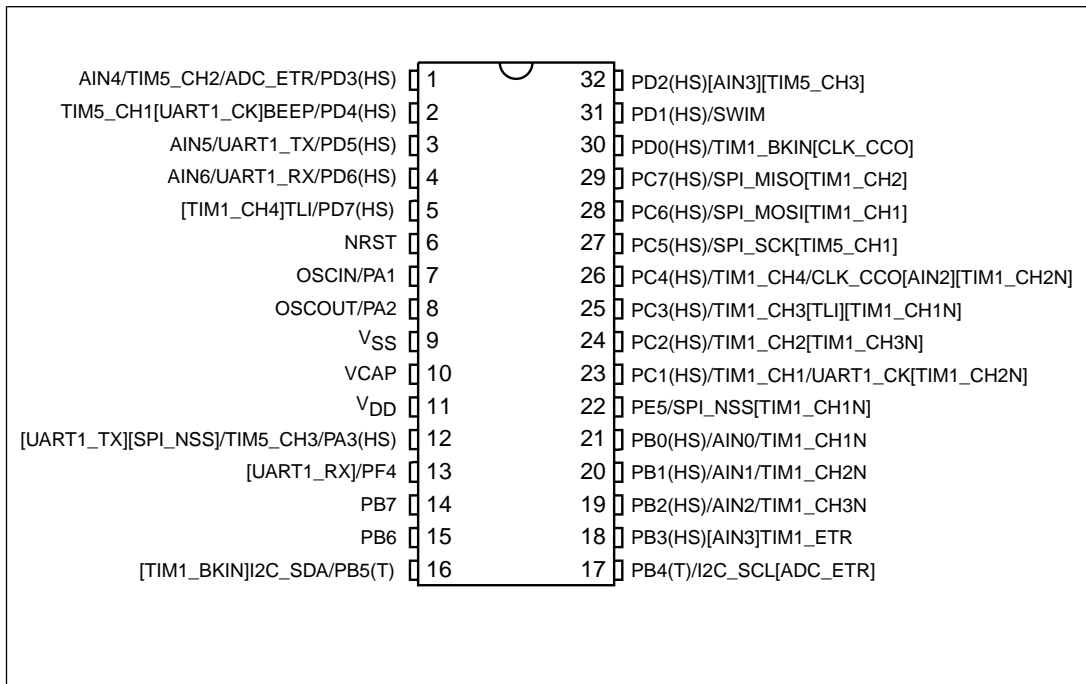 AIN4/TIM5_CH2/ADC_ETR/PD3(HS) 1 32 PD2(HS)[AIN3][TIM5_CH3]
TIM5_CH1[UART1_CK]BEEP/PD4(HS) 2 31 PD1(HS)/SWIM
AIN5/UART1_TX/PD5(HS) 3 30 PD0(HS)/TIM1_BKIN[CLK_CCO]
AIN6/UART1_RX/PD6(HS) 4 29 PC7(HS)/SPI_MISO[TIM1_CH2]
[TIM1_CH4]TLI/PD7(HS) 5 28 PC6(HS)/SPI_MOSI[TIM1_CH1]
NRST 6 27 PC5(HS)/SPI_SCK[TIM5_CH1]
OSCIN/PA1 7 26 PC4(HS)/TIM1_CH4/CLK_CCO[AIN2][TIM1_CH2N]
OSCOUT/PA2 8 25 PC3(HS)/TIM1_CH3[TLI][TIM1_CH1N]
VSS 9 24 PC2(HS)/TIM1_CH2[TIM1_CH3N]
VCAP 10 23 PC1(HS)/TIM1_CH1/UART1_CK[TIM1_CH2N]
VDD 11 22 PE5/SPI_NSS[TIM1_CH1N]
[UART1_TX][SPI_NSS]/TIM5_CH3/PA3(HS) 12 21 PB0(HS)/AIN0/TIM1_CH1N
[UART1_RX]/PF4 13 20 PB1(HS)/AIN1/TIM1_CH2N
PB7 14 19 PB2(HS)/AIN2/TIM1_CH3N
PB6 15 18 PB3(HS)[AIN3]TIM1_ETR
[TIM1_BKIN]I2C_SDA/PB5(T) 16 17 PB4(T)/I2C_SCL[ADC_ETR]